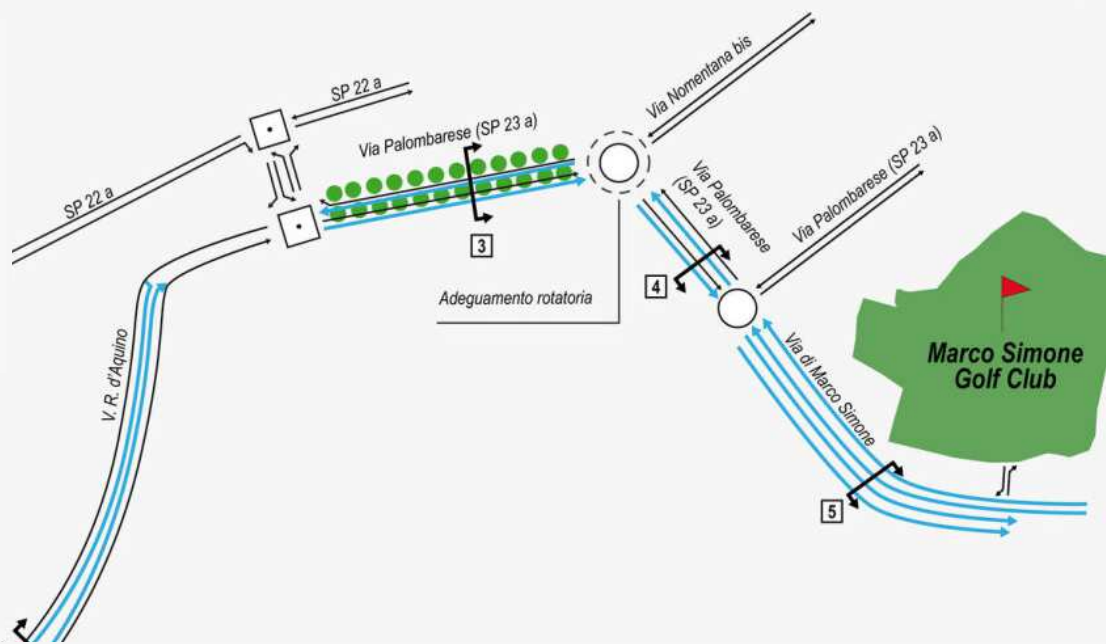 SP 22 a
SP 22 a
Via Palombarese (SP 23 a)
Via Nomentana bis
Via Palombarese
(SP 23 a)
Via Palombarese (SP 23 a)
3
4
Adeguamento rotatoria
V. R. d'Aquino
Via di Marco Simone
Marco Simone
Golf Club
5